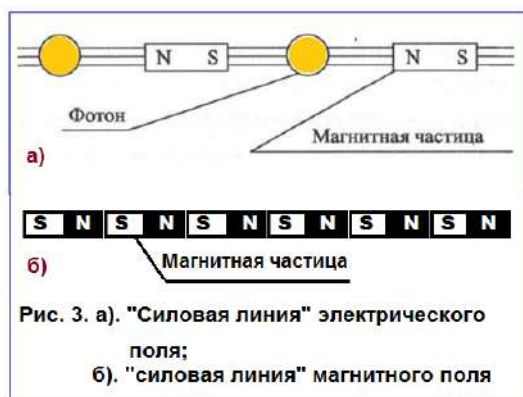 N S N S
Фотон
Магнитная частица
а)
S N S N S N S N S N S N
Магнитная частица
б)
Рис. 3. а). "Силовая линия" электрического
поля;
б). "силовая линия" магнитного поля